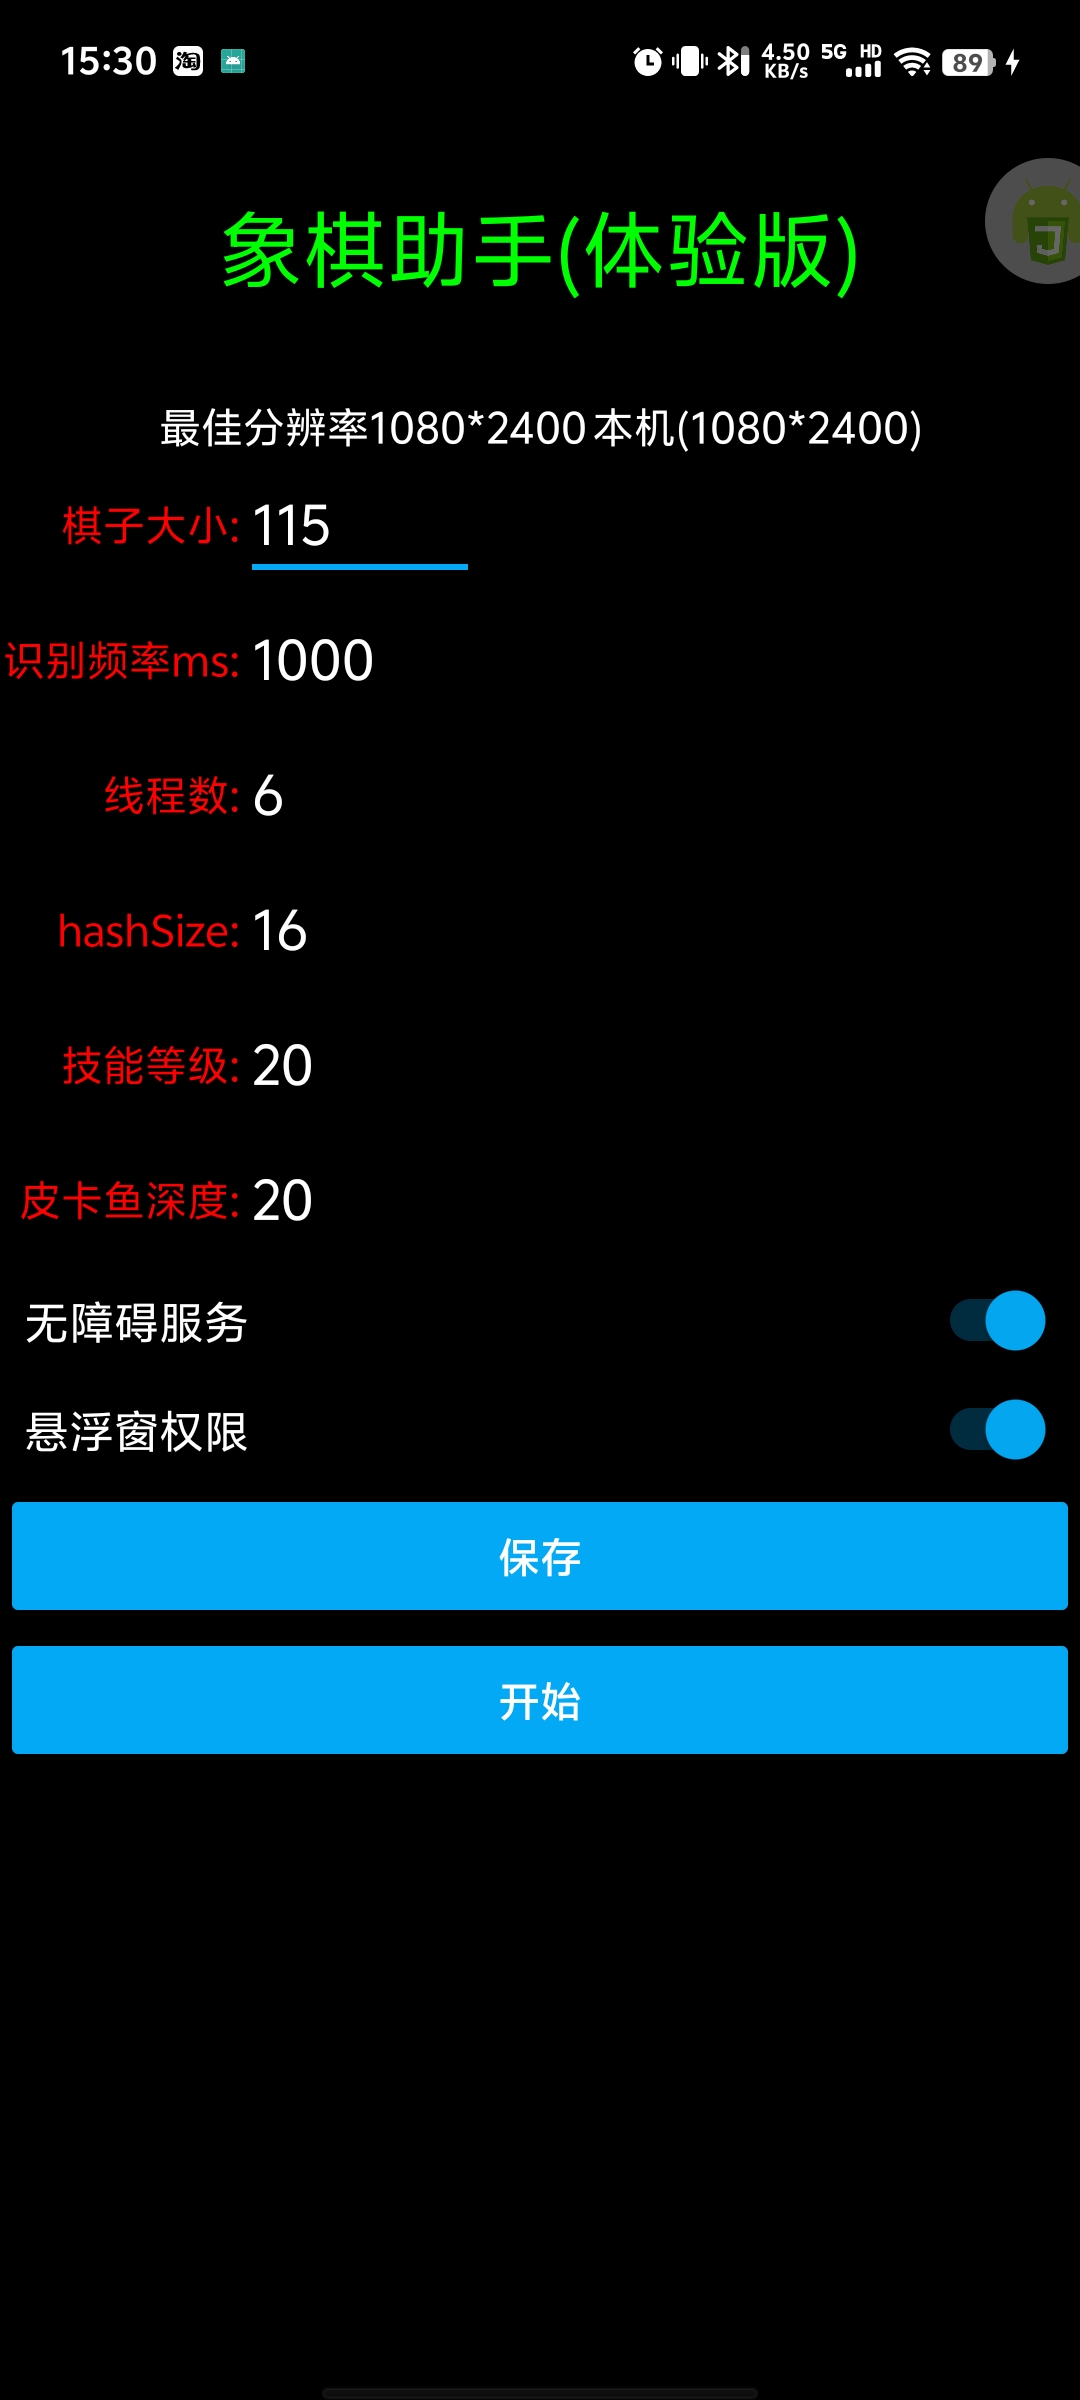 15:30 淘 4.50 KB/s 5G HD 89
象棋助手(体验版)
最佳分辨率1080*2400 本机(1080*2400)
棋子大小: 115
识别频率ms: 1000
线程数: 6
hashSize: 16
技能等级: 20
皮卡鱼深度: 20
无障碍服务
悬浮窗权限
保存
开始